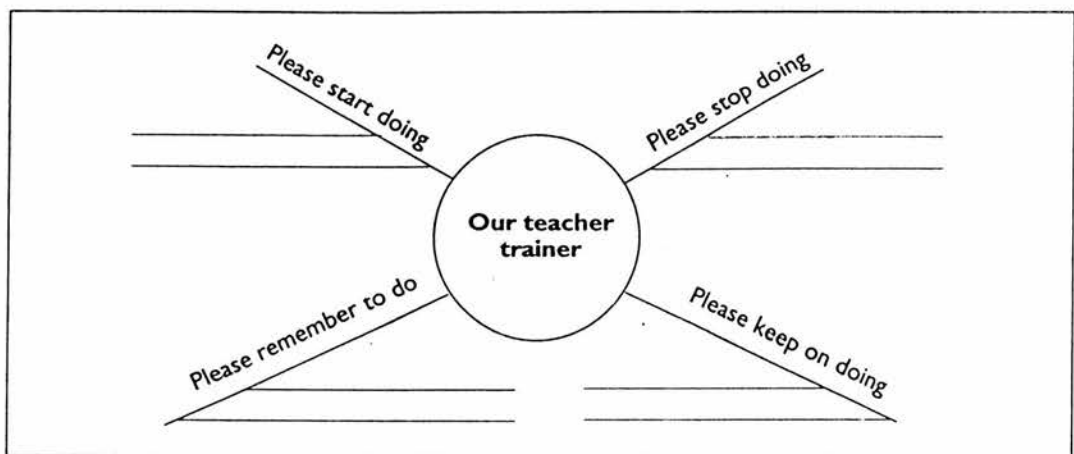 Please start doing
Please stop doing
Our teacher
trainer
Please remember to do
Please keep on doing